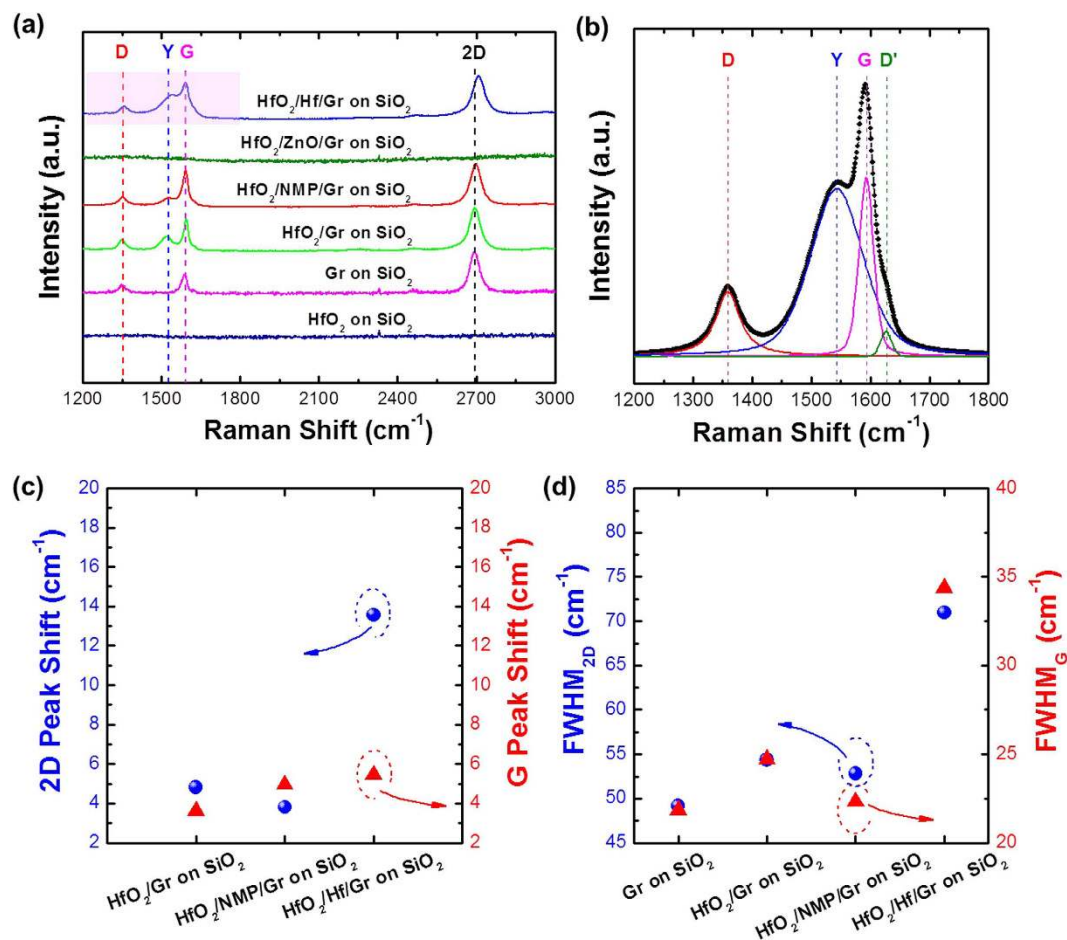 (a)
Intensity (a.u.)
D Y G 2D
HfO₂/Hf/Gr on SiO₂
HfO₂/ZnO/Gr on SiO₂
HfO₂/NMP/Gr on SiO₂
HfO₂/Gr on SiO₂
Gr on SiO₂
HfO₂ on SiO₂
1200 1500 1800 2100 2400 2700 3000
Raman Shift (cm⁻¹)
(b)
Intensity (a.u.)
D Y G D'
1200 1300 1400 1500 1600 1700 1800
Raman Shift (cm⁻¹)
(c)
2D Peak Shift (cm⁻¹)
20
18
16
14
12
10
8
6
4
2
20
18
16
14
12
10
8
6
4
2
G Peak Shift (cm⁻¹)
HfO₂/Gr on SiO₂
HfO₂/NMP/Gr on SiO₂
HfO₂/Hf/Gr on SiO₂
(d)
FWHM₂D (cm⁻¹)
85
80
75
70
65
60
55
50
45
40
35
30
25
20
FWHM_G (cm⁻¹)
Gr on SiO₂
HfO₂/Gr on SiO₂
HfO₂/NMP/Gr on SiO₂
HfO₂/Hf/Gr on SiO₂